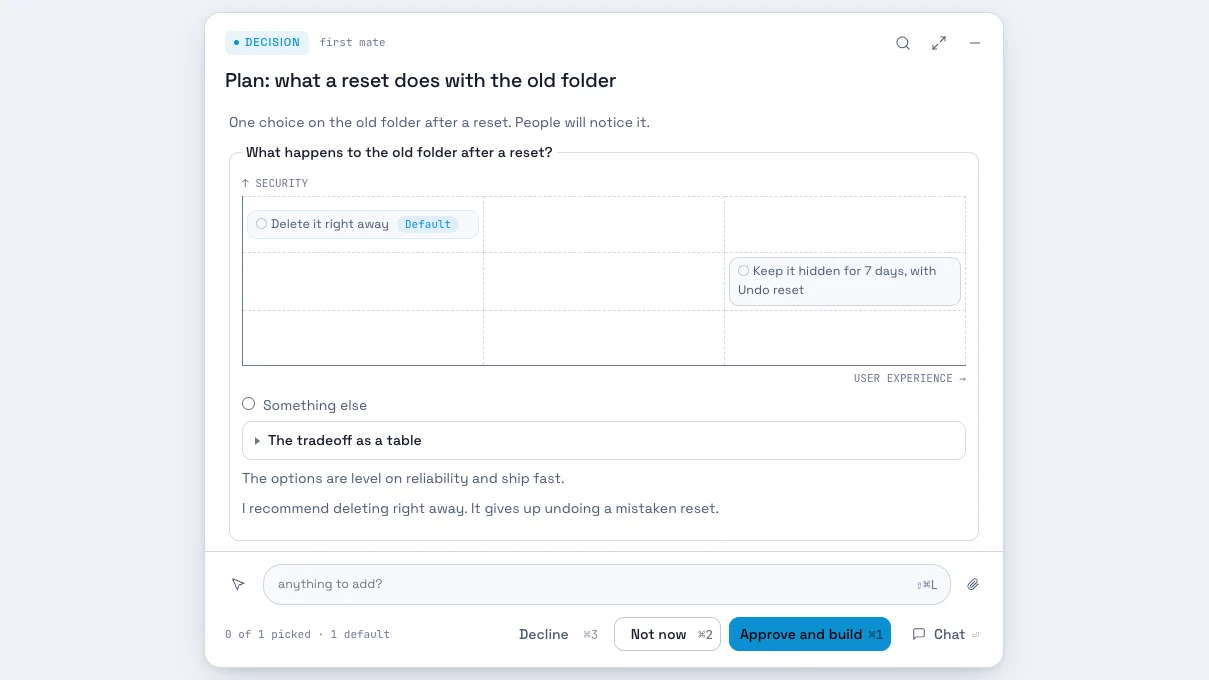 DECISION first mate
Plan: what a reset does with the old folder
One choice on the old folder after a reset. People will notice it.
What happens to the old folder after a reset?
↑ SECURITY
Delete it right away Default
Keep it hidden for 7 days, with
Undo reset
USER EXPERIENCE →
Something else
The tradeoff as a table
The options are level on reliability and ship fast.
I recommend deleting right away. It gives up undoing a mistaken reset.
anything to add? ⇧⌘L
0 of 1 picked · 1 default Decline ⌘3 Not now ⌘2 Approve and build ⌘1 Chat ⏎